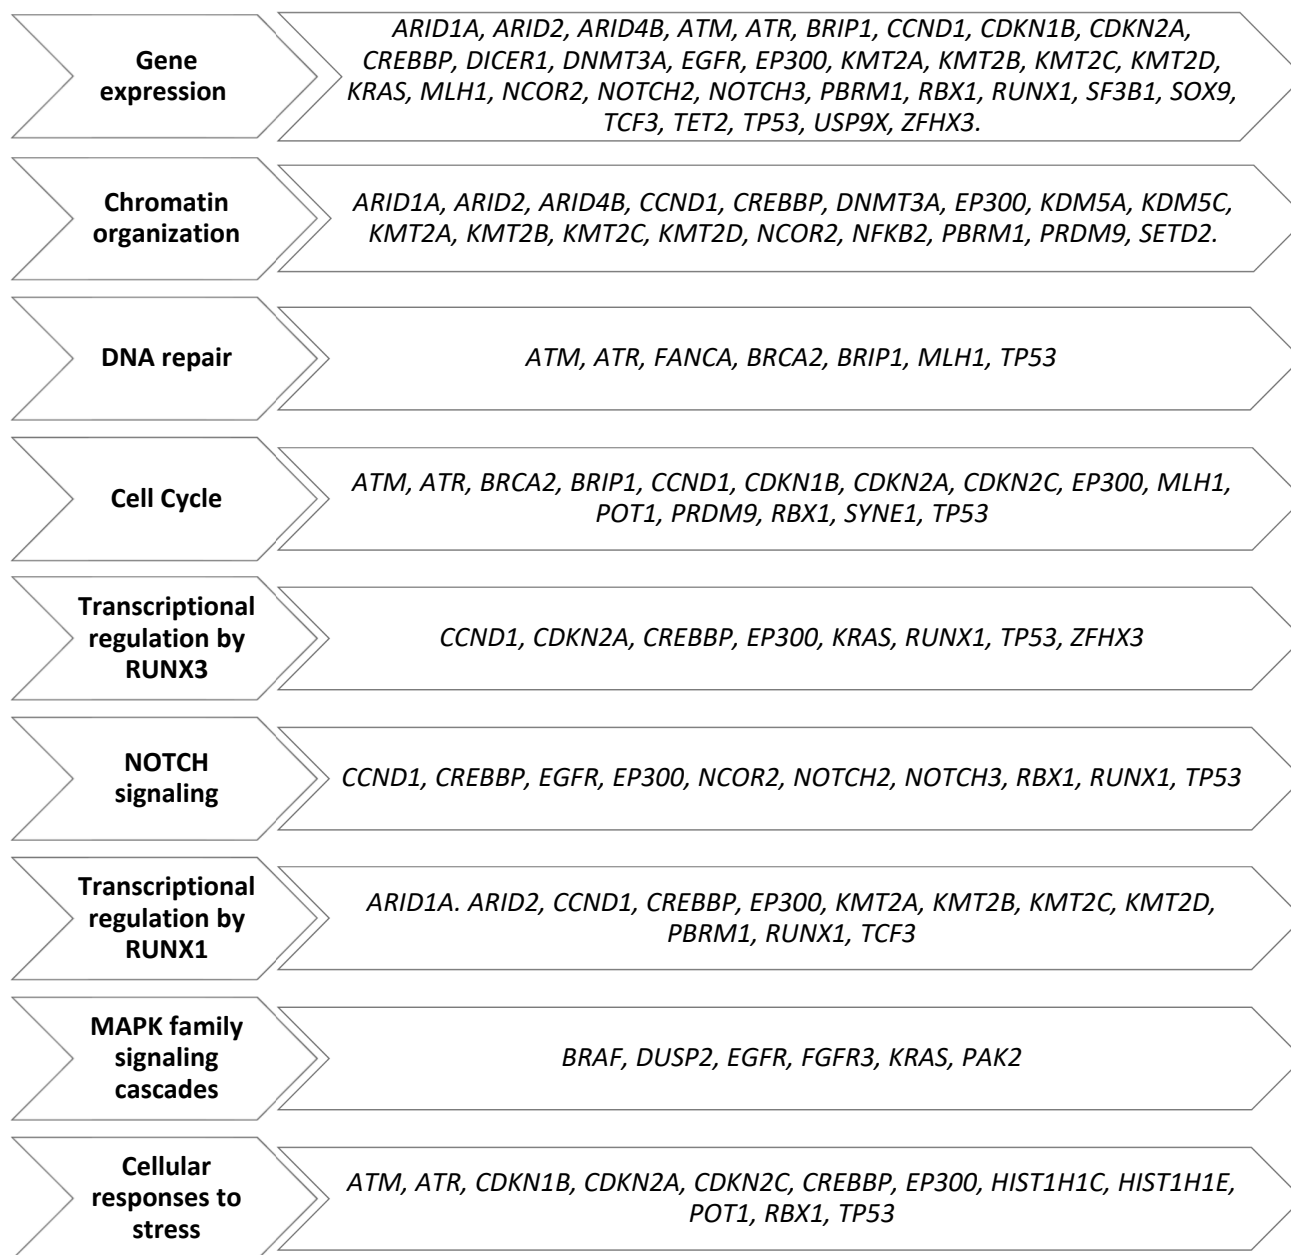 Gene
expression
ARID1A, ARID2, ARID4B, ATM, ATR, BRIP1, CCND1, CDKN1B, CDKN2A,
CREBBP, DICER1, DNMT3A, EGFR, EP300, KMT2A, KMT2B, KMT2C, KMT2D,
KRAS, MLH1, NCOR2, NOTCH2, NOTCH3, PBRM1, RBX1, RUNX1, SF3B1, SOX9,
TCF3, TET2, TP53, USP9X, ZFHX3.
Chromatin
organization
ARID1A, ARID2, ARID4B, CCND1, CREBBP, DNMT3A, EP300, KDM5A, KDM5C,
KMT2A, KMT2B, KMT2C, KMT2D, NCOR2, NFKB2, PBRM1, PRDM9, SETD2.
DNA repair
ATM, ATR, FANCA, BRCA2, BRIP1, MLH1, TP53
Cell Cycle
ATM, ATR, BRCA2, BRIP1, CCND1, CDKN1B, CDKN2A, CDKN2C, EP300, MLH1,
POT1, PRDM9, RBX1, SYNE1, TP53
Transcriptional
regulation by
RUNX3
CCND1, CDKN2A, CREBBP, EP300, KRAS, RUNX1, TP53, ZFHX3
NOTCH
signaling
CCND1, CREBBP, EGFR, EP300, NCOR2, NOTCH2, NOTCH3, RBX1, RUNX1, TP53
Transcriptional
regulation by
RUNX1
ARID1A. ARID2, CCND1, CREBBP, EP300, KMT2A, KMT2B, KMT2C, KMT2D,
PBRM1, RUNX1, TCF3
MAPK family
signaling
cascades
BRAF, DUSP2, EGFR, FGFR3, KRAS, PAK2
Cellular
responses to
stress
ATM, ATR, CDKN1B, CDKN2A, CDKN2C, CREBBP, EP300, HIST1H1C, HIST1H1E,
POT1, RBX1, TP53